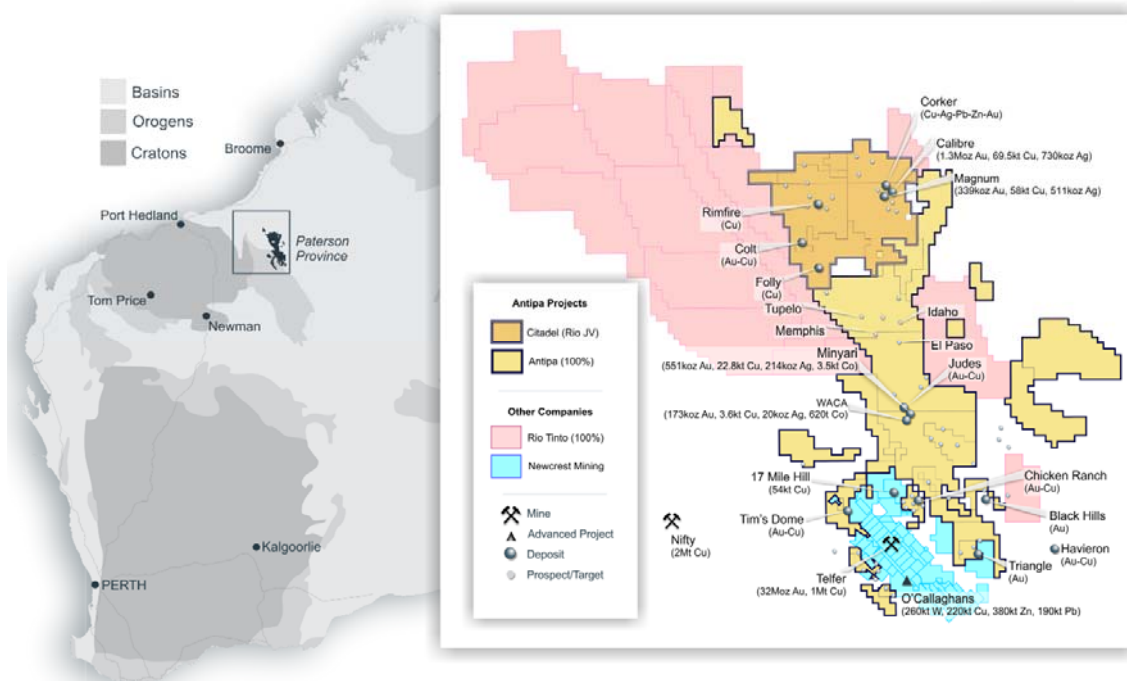 Basins
Orogens
Cratons
Broome
Port Hedland
Paterson
Province
Tom Price
Newman
Kalgoorlie
PERTH
Corker
(Cu-Ag-Pb-Zn-Au)
Calibre
(1.3Moz Au, 69.5kt Cu, 730koz Ag)
Magnum
(339koz Au, 58kt Cu, 511koz Ag)
Rimfire
(Cu)
Colt
(Au-Cu)
Folly
(Cu)
Tupelo
Idaho
Memphis
El Paso
Minyari
(551koz Au, 22.8kt Cu, 214koz Ag, 3.5kt Co)
Judes
(Au-Cu)
WACA
(173koz Au, 3.6kt Cu, 20koz Ag, 620t Co)
17 Mile Hill
(54kt Cu)
Chicken Ranch
(Au-Cu)
Tim's Dome
(Au-Cu)
Black Hills
(Au)
Nifty
(2Mt Cu)
Havieron
(Au-Cu)
Triangle
(Au)
Telfer
(32Moz Au, 1Mt Cu)
O'Callaghans
(260kt W, 220kt Cu, 380kt Zn, 190kt Pb)
Antipa Projects
Citadel (Rio JV)
Antipa (100%)
Other Companies
Rio Tinto (100%)
Newcrest Mining
Mine
Advanced Project
Deposit
Prospect/Target